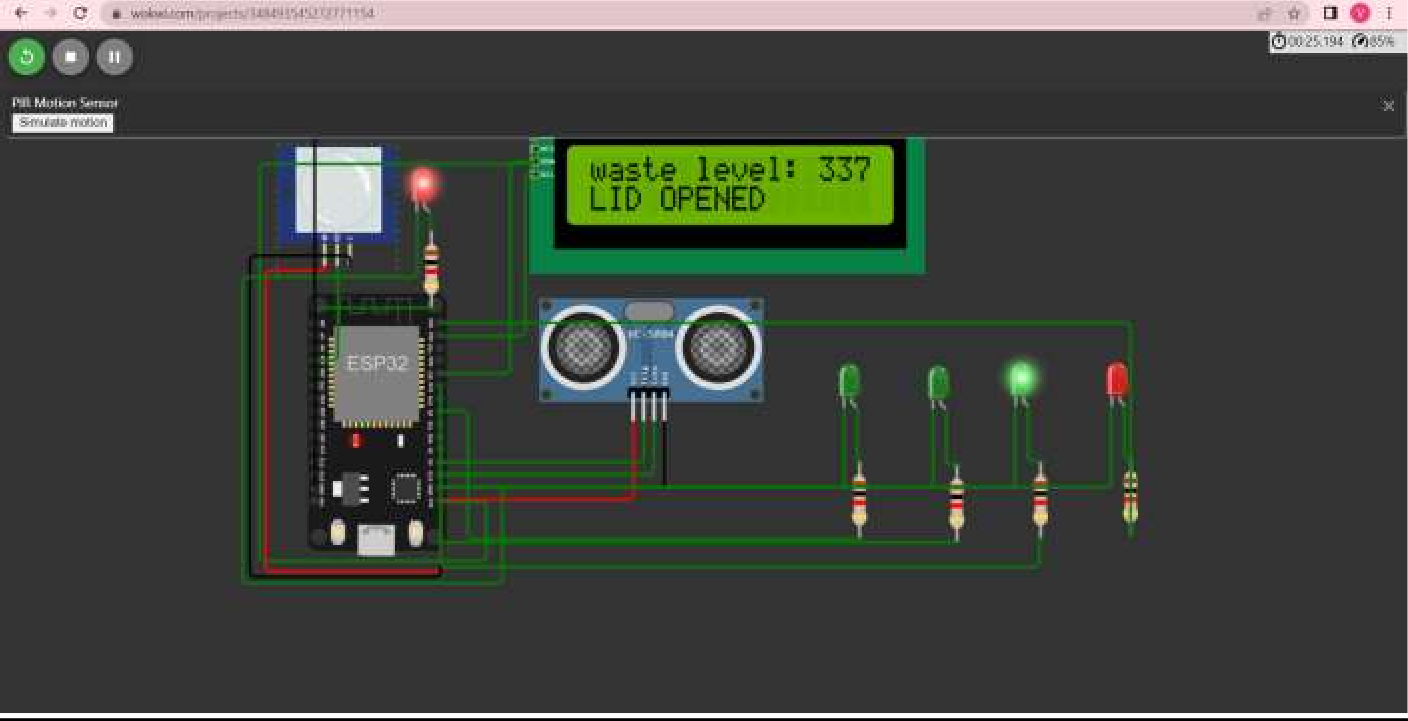 00:25.194 85%
PIR Motion Sensor
Simulate motion
waste level: 337
LID OPENED
ESP32